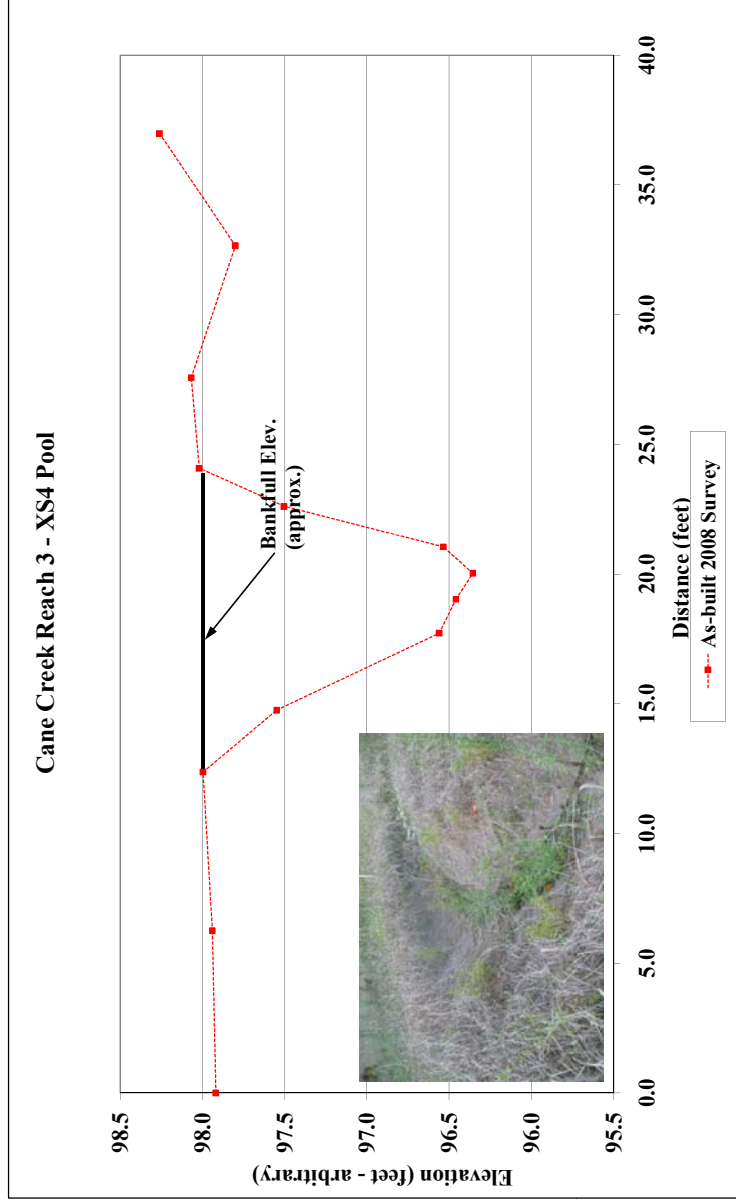 Cane Creek Reach 3 - XS4 Pool
98.5
98.0
97.5
97.0
96.5
96.0
95.5
Elevation (feet - arbitrary)
Bankfull Elev.
(approx.)
0.0
5.0
10.0
15.0
20.0
25.0
30.0
35.0
40.0
Distance (feet)
As-built 2008 Survey